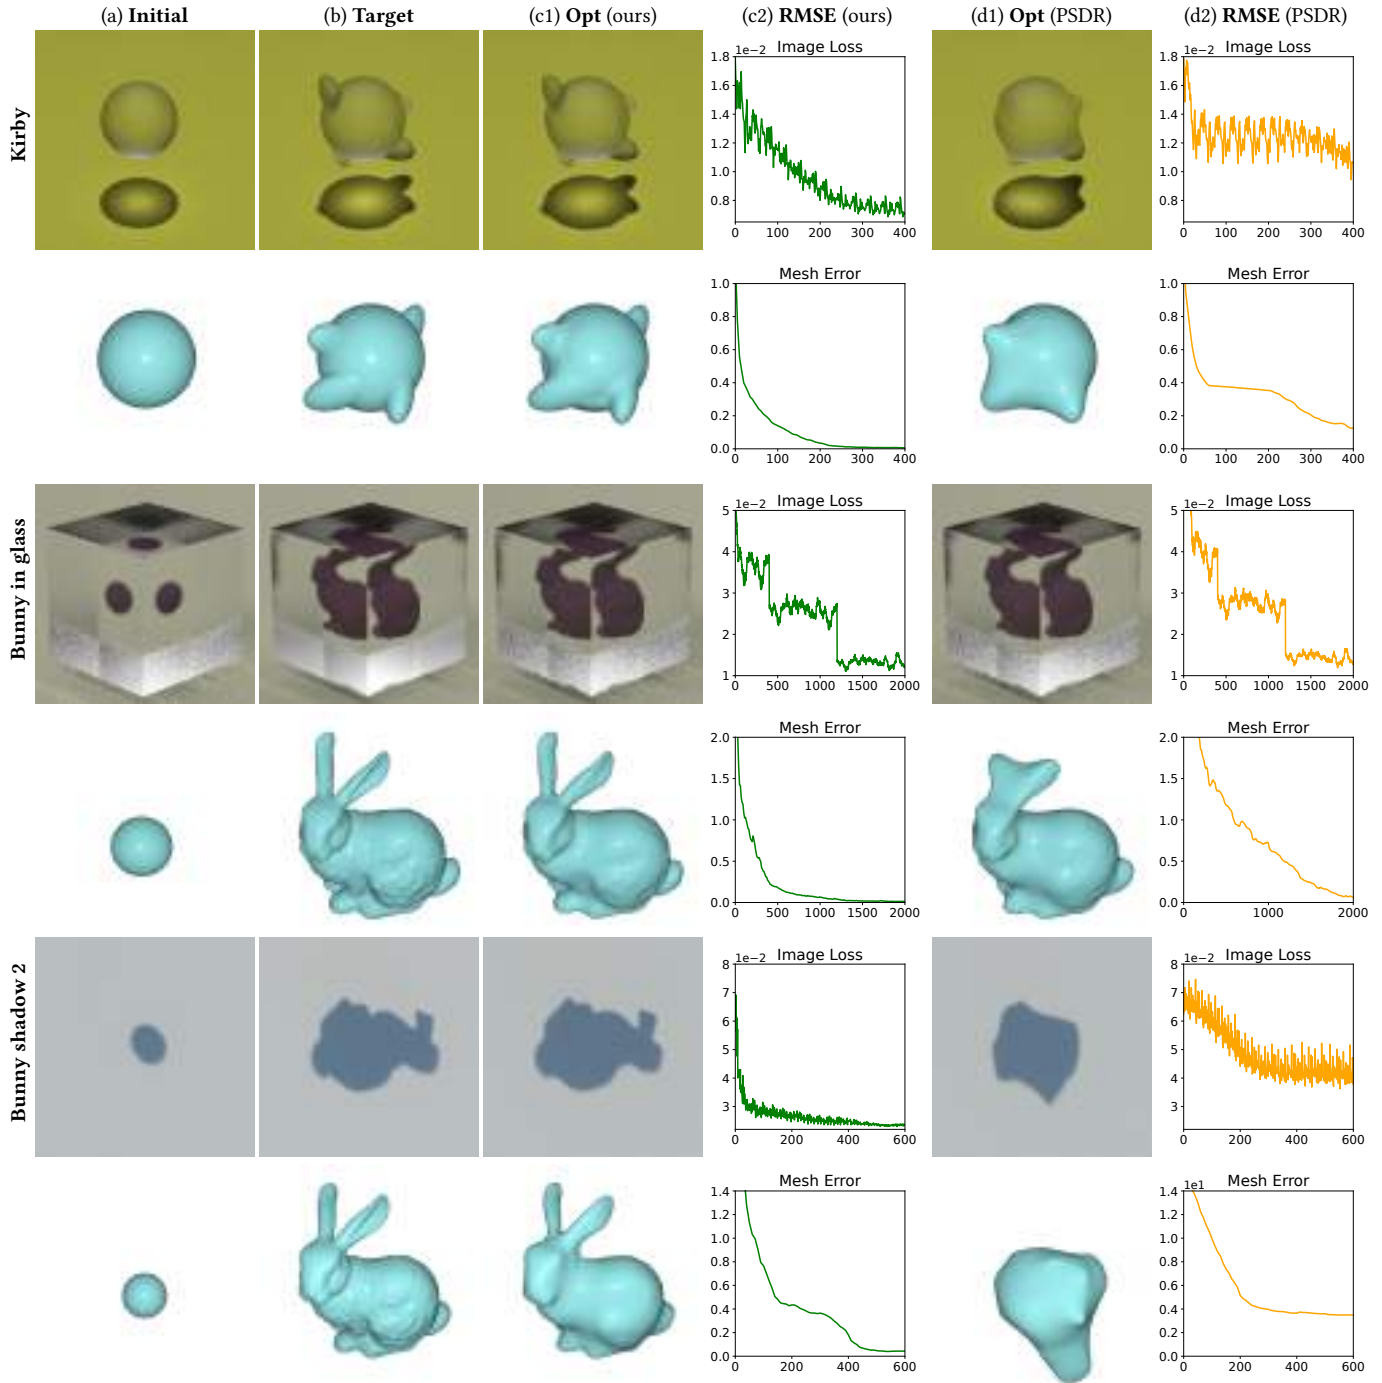 (a) Initial (b) Target (c1) Opt (ours) (c2) RMSE (ours) (d1) Opt (PSDR) (d2) RMSE (PSDR)
Kirby
1e−2 Image Loss
1.8
1.6
1.4
1.2
1.0
0.8
0 100 200 300 400
1e−2 Image Loss
1.8
1.6
1.4
1.2
1.0
0.8
0 100 200 300 400
Mesh Error
1.0
0.8
0.6
0.4
0.2
0.0
0 100 200 300 400
Mesh Error
1.0
0.8
0.6
0.4
0.2
0.0
0 100 200 300 400
Bunny in glass
1e−2 Image Loss
5
4
3
2
1
0 500 1000 1500 2000
1e−2 Image Loss
5
4
3
2
1
0 500 1000 1500 2000
Mesh Error
2.0
1.5
1.0
0.5
0.0
0 500 1000 1500 2000
Mesh Error
2.0
1.5
1.0
0.5
0.0
0 1000 2000
Bunny shadow 2
1e−2 Image Loss
8
7
6
5
4
3
0 200 400 600
1e−2 Image Loss
8
7
6
5
4
3
0 200 400 600
Mesh Error
1.4
1.2
1.0
0.8
0.6
0.4
0.2
0.0
0 200 400 600
1e1 Mesh Error
1.4
1.2
1.0
0.8
0.6
0.4
0.2
0.0
0 200 400 600